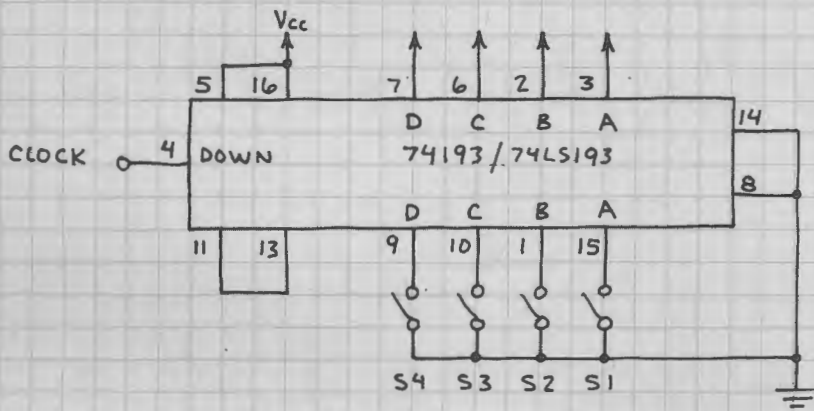 Vcc
5 16 7 6 2 3
D C B A 14
CLOCK 4 DOWN 74193/74LS193
8
D C B A
11 13 9 10 1 15
S4 S3 S2 S1